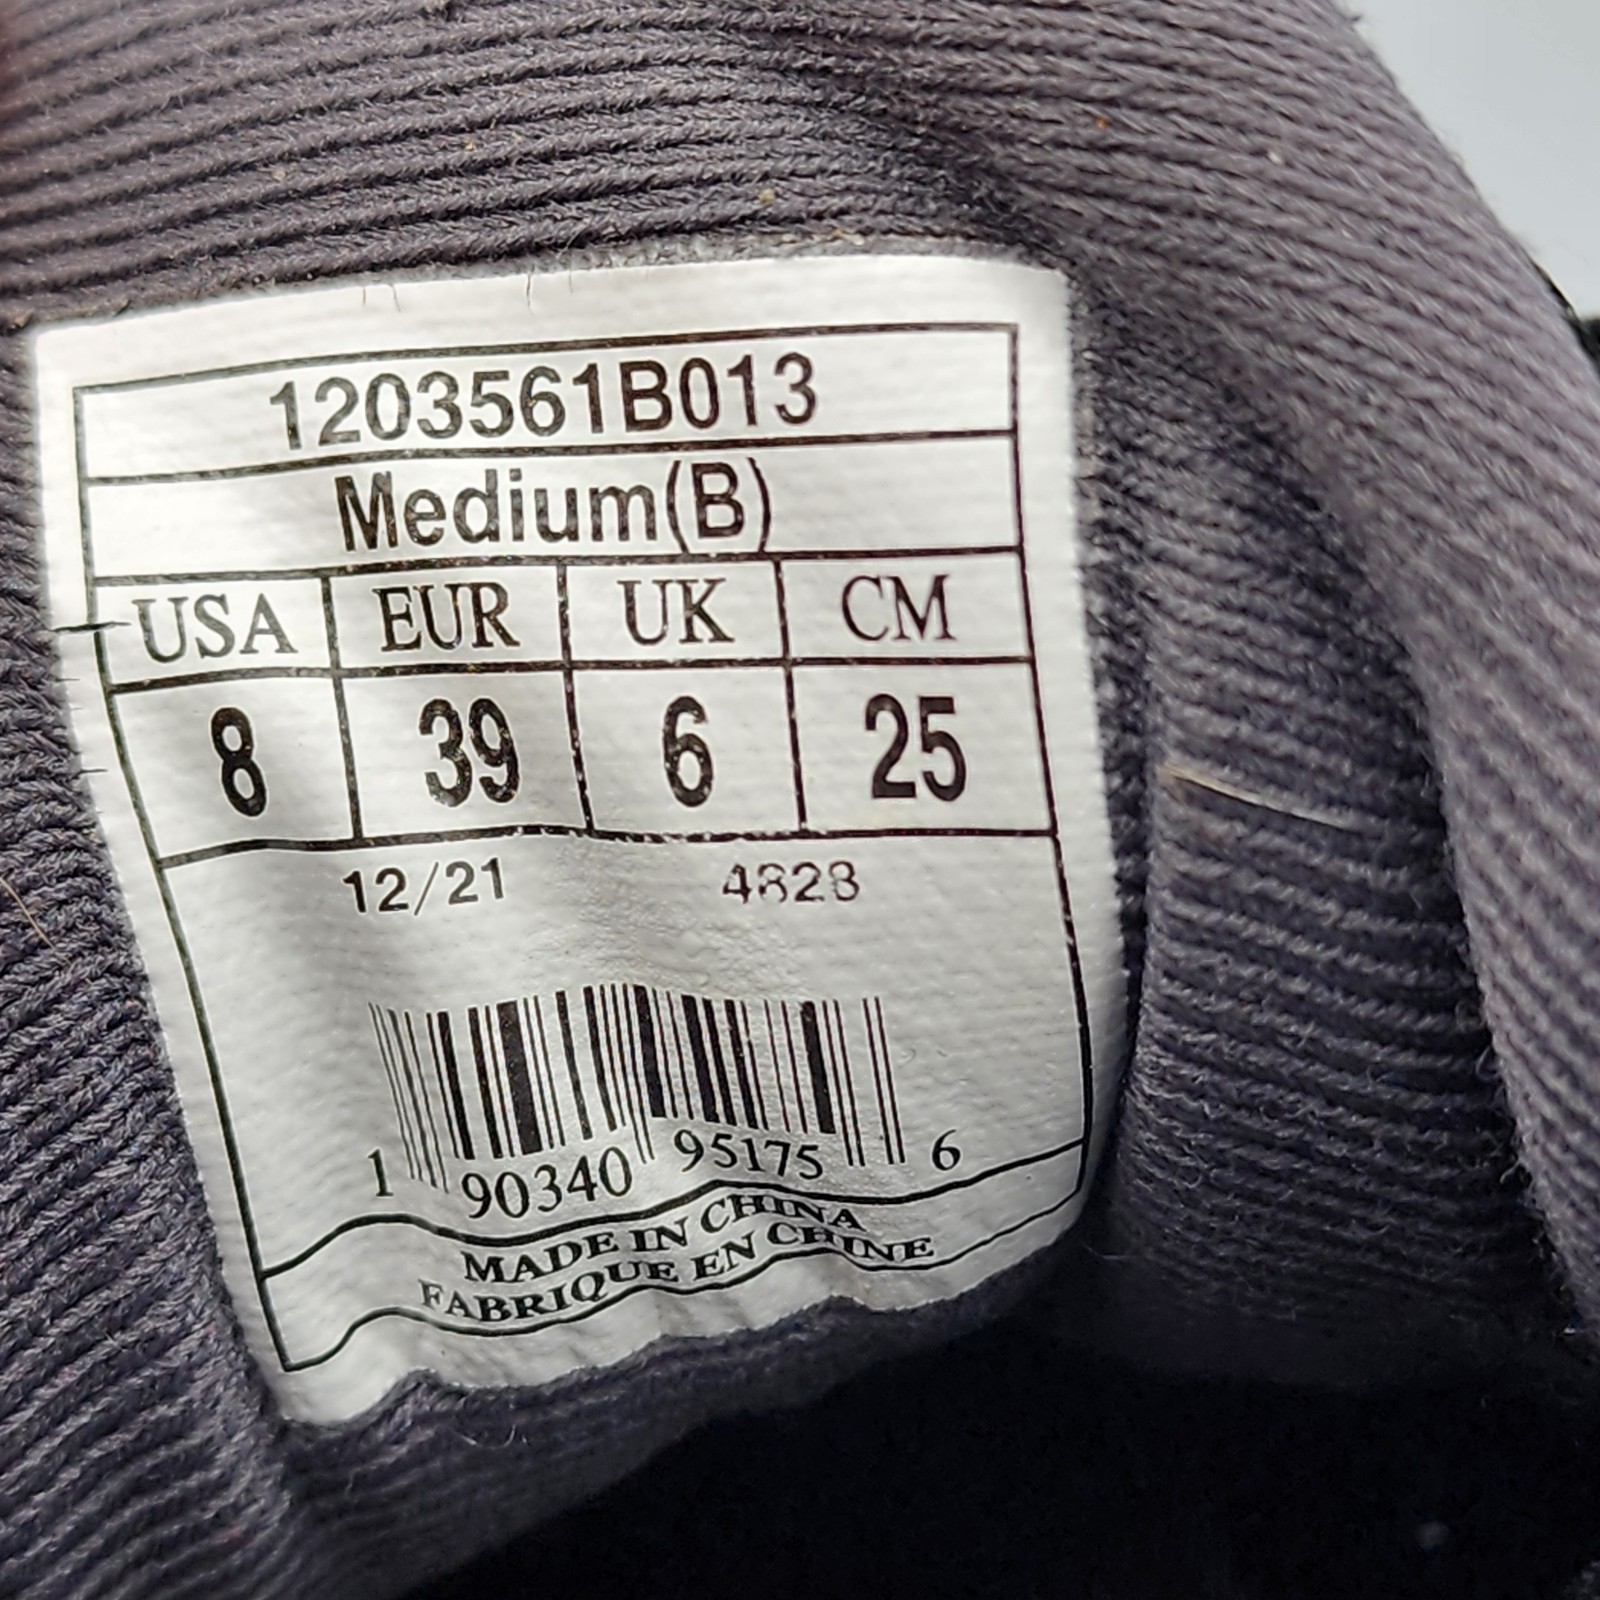 1203561B013
Medium(B)
USA EUR UK CM
8 39 6 25
12/21 4828
1 90340 95175 6
MADE IN CHINA
FABRIQUE EN CHINE